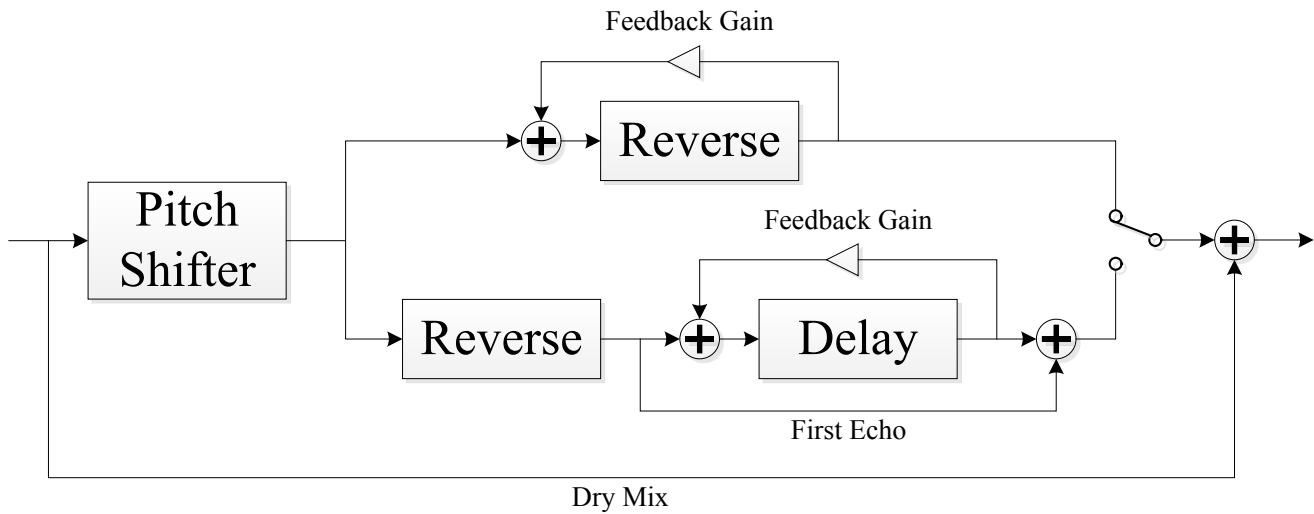 Feedback Gain
Reverse
Pitch
Shifter
Feedback Gain
Reverse
Delay
First Echo
Dry Mix